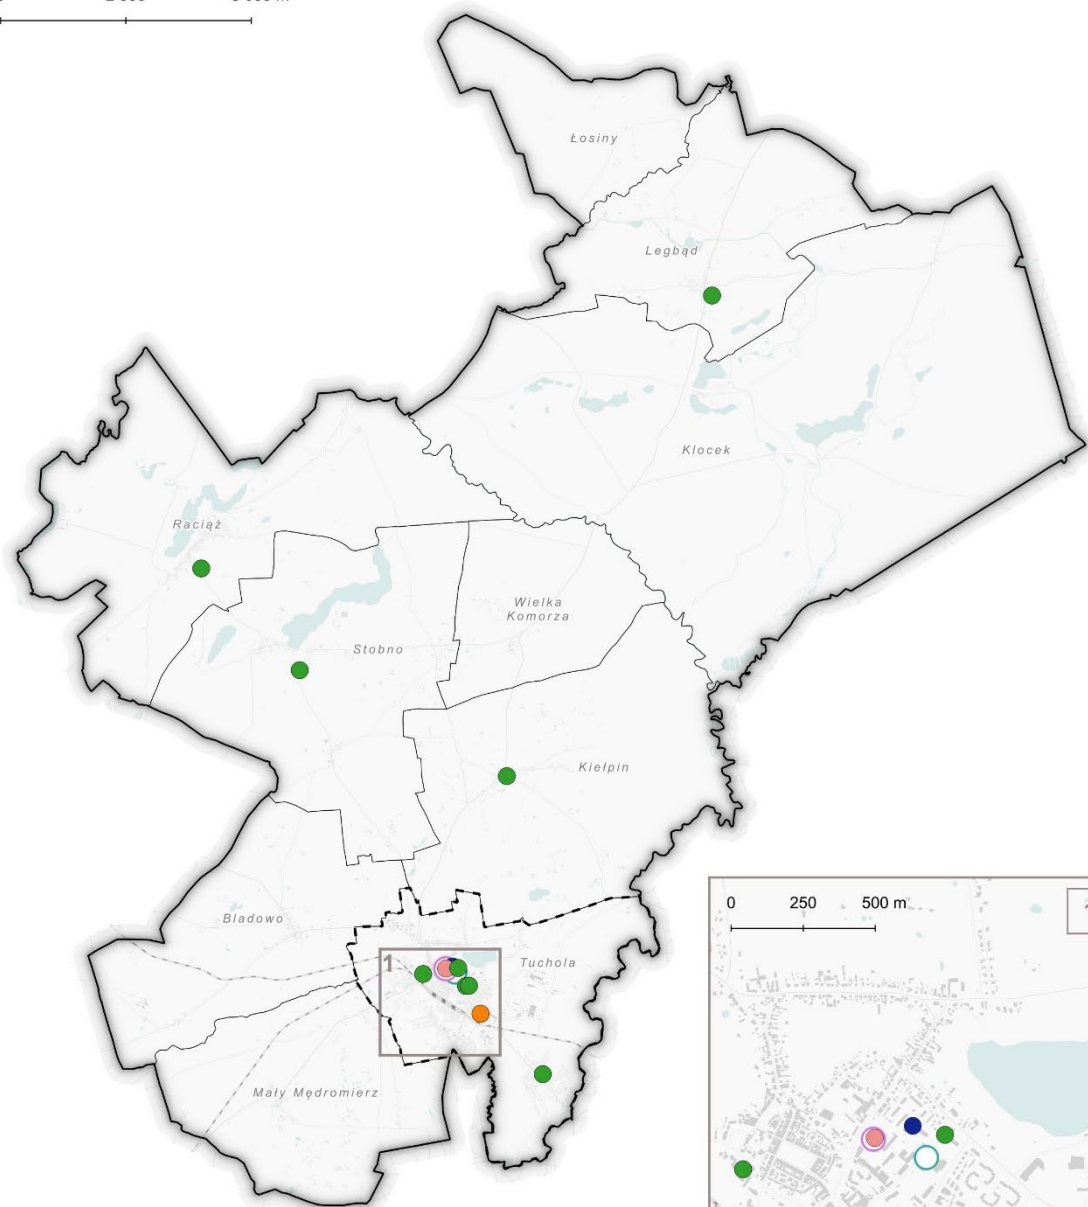 Łosiny
Legbąd
Klocek
Raciąż
Wielka
Komorza
Stobno
Kiełpin
Bladowo
0 250 500 m
1
Tuchola
Mały Mędromierz